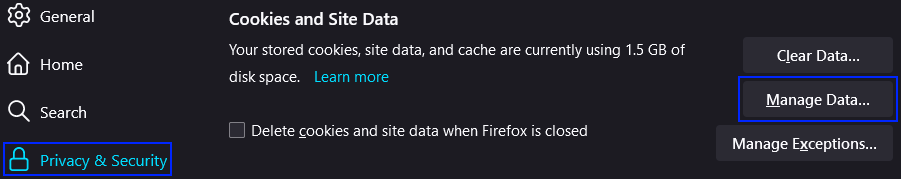 General
Home
Search
Privacy & Security
Cookies and Site Data
Your stored cookies, site data, and cache are currently using 1.5 GB of
disk space. Learn more
Delete cookies and site data when Firefox is closed
Clear Data...
Manage Data...
Manage Exceptions...